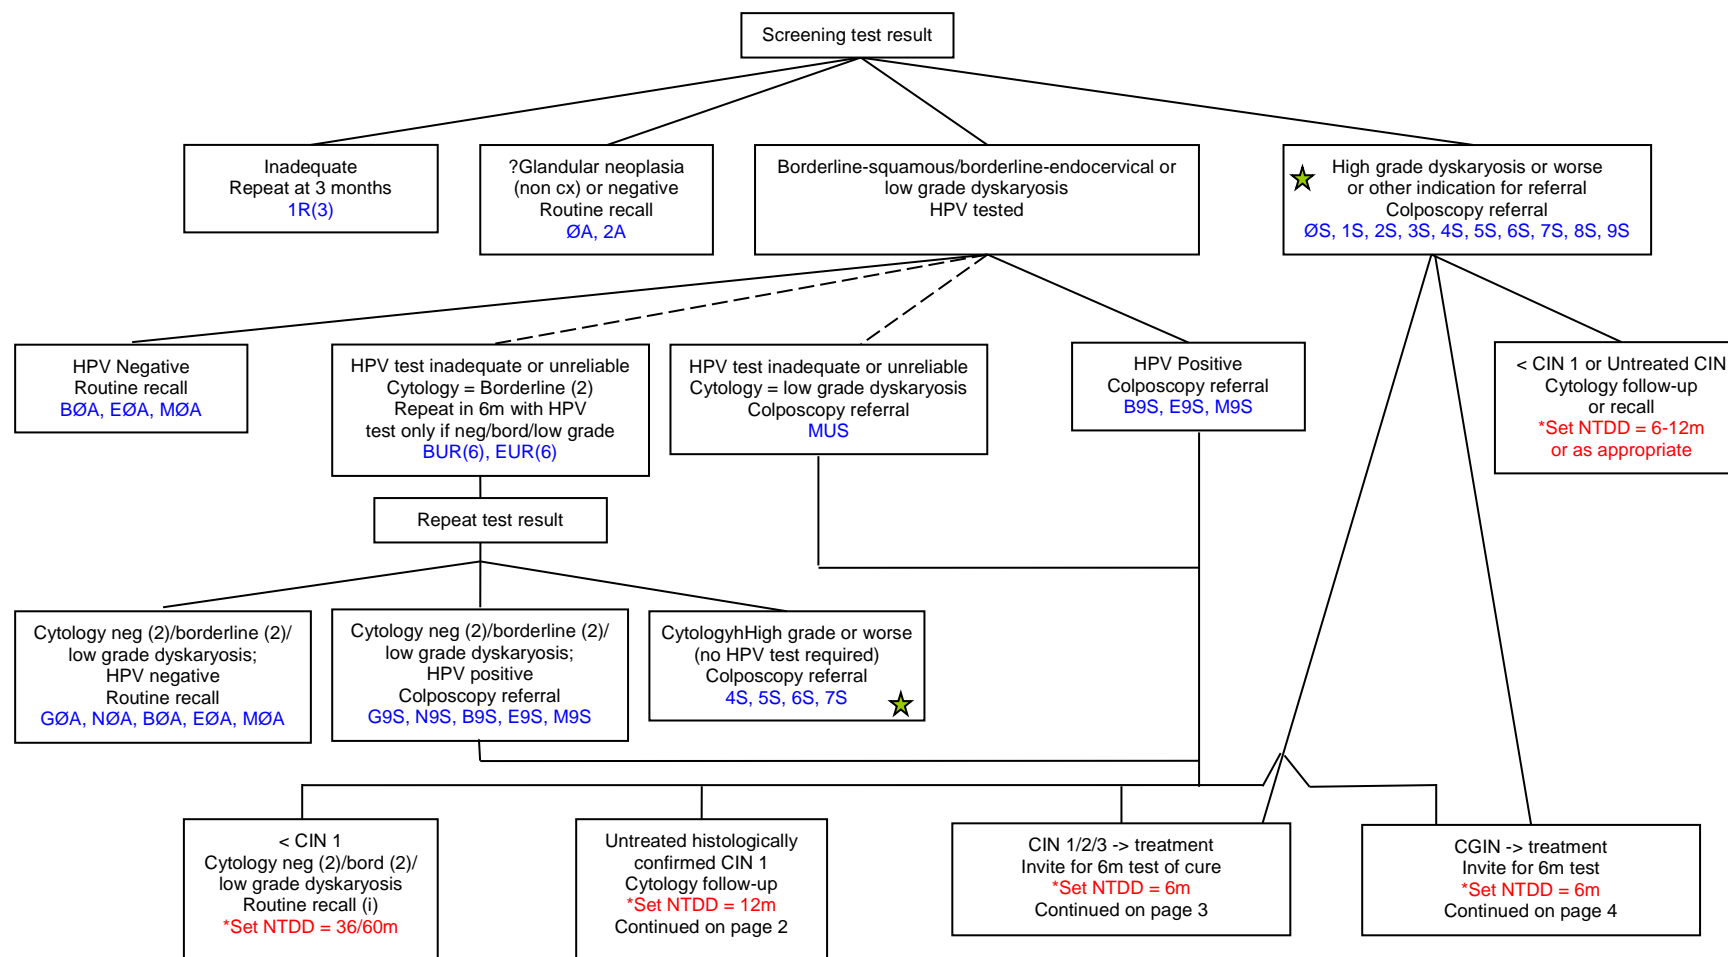 Screening test result
Inadequate
Repeat at 3 months
1R(3)
?Glandular neoplasia
(non cx) or negative
Routine recall
ØA, 2A
Borderline-squamous/borderline-endocervical or
low grade dyskaryosis
HPV tested
High grade dyskaryosis or worse
or other indication for referral
Colposcopy referral
ØS, 1S, 2S, 3S, 4S, 5S, 6S, 7S, 8S, 9S
HPV Negative
Routine recall
BØA, EØA, MØA
HPV test inadequate or unreliable
Cytology = Borderline (2)
Repeat in 6m with HPV
test only if neg/bord/low grade
BUR(6), EUR(6)
HPV test inadequate or unreliable
Cytology = low grade dyskaryosis
Colposcopy referral
MUS
HPV Positive
Colposcopy referral
B9S, E9S, M9S
< CIN 1 or Untreated CIN
Cytology follow-up
or recall
*Set NTDD = 6-12m
or as appropriate
Repeat test result
Cytology neg (2)/borderline (2)/
low grade dyskaryosis;
HPV negative
Routine recall
GØA, NØA, BØA, EØA, MØA
Cytology neg (2)/borderline (2)/
low grade dyskaryosis;
HPV positive
Colposcopy referral
G9S, N9S, B9S, E9S, M9S
CytologyhHigh grade or worse
(no HPV test required)
Colposcopy referral
4S, 5S, 6S, 7S
< CIN 1
Cytology neg (2)/bord (2)/
low grade dyskaryosis
Routine recall (i)
*Set NTDD = 36/60m
Untreated histologically
confirmed CIN 1
Cytology follow-up
*Set NTDD = 12m
Continued on page 2
CIN 1/2/3 -> treatment
Invite for 6m test of cure
*Set NTDD = 6m
Continued on page 3
CGIN -> treatment
Invite for 6m test
*Set NTDD = 6m
Continued on page 4